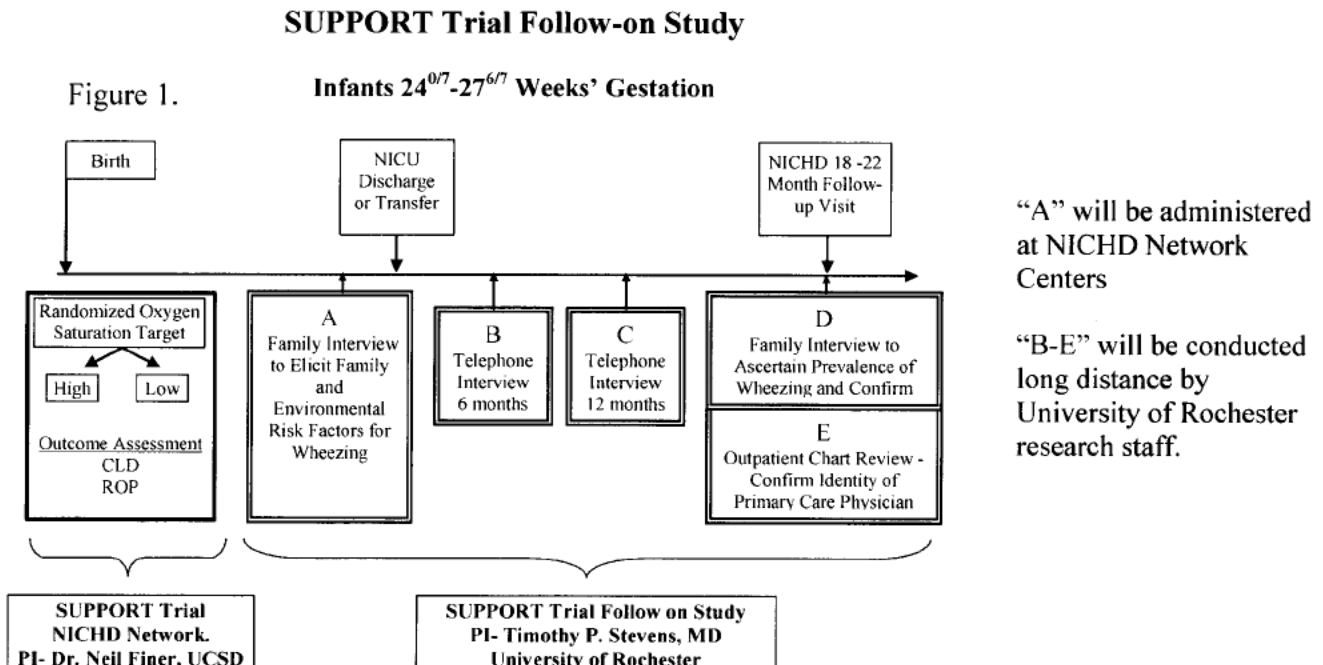 SUPPORT Trial Follow-on Study
Figure 1.
Infants 24^0/7-27^6/7 Weeks' Gestation
Birth
NICU
Discharge
or Transfer
NICHD 18 -22
Month Follow-
up Visit
Randomized Oxygen
Saturation Target
High
Low
Outcome Assessment
CLD
ROP
A
Family Interview
to Elicit Family
and
Environmental
Risk Factors for
Wheezing
B
Telephone
Interview
6 months
C
Telephone
Interview
12 months
D
Family Interview to
Ascertain Prevalence of
Wheezing and Confirm
E
Outpatient Chart Review -
Confirm Identity of
Primary Care Physician
"A" will be administered
at NICHD Network
Centers
"B-E" will be conducted
long distance by
University of Rochester
research staff.
SUPPORT Trial
NICHD Network.
PI- Dr. Neil Finer, UCSD
SUPPORT Trial Follow on Study
PI- Timothy P. Stevens, MD
University of Rochester